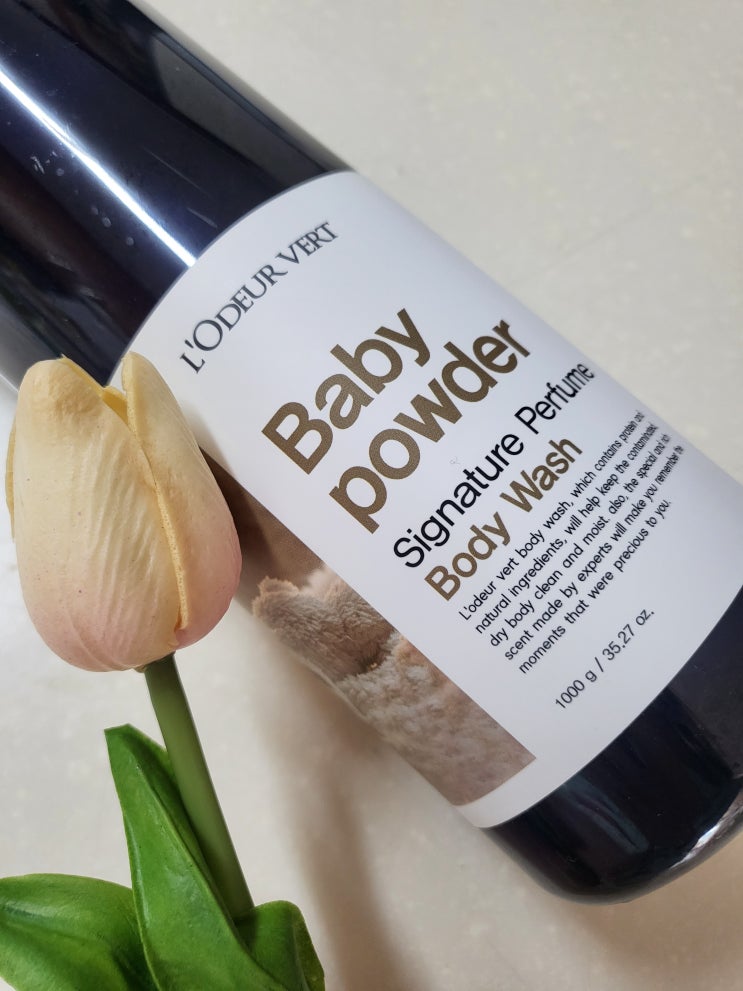 L'ODEUR VERT
Baby
powder
Signature Perfume
Body Wash
L'odeur vert body wash, which contains protein and
natural ingredients, will help keep the contaminated,
dry body clean and moist. also, the special and rich
scent made by experts will make you remember the
moments that were precious to you.
1000 g / 35.27 oz.